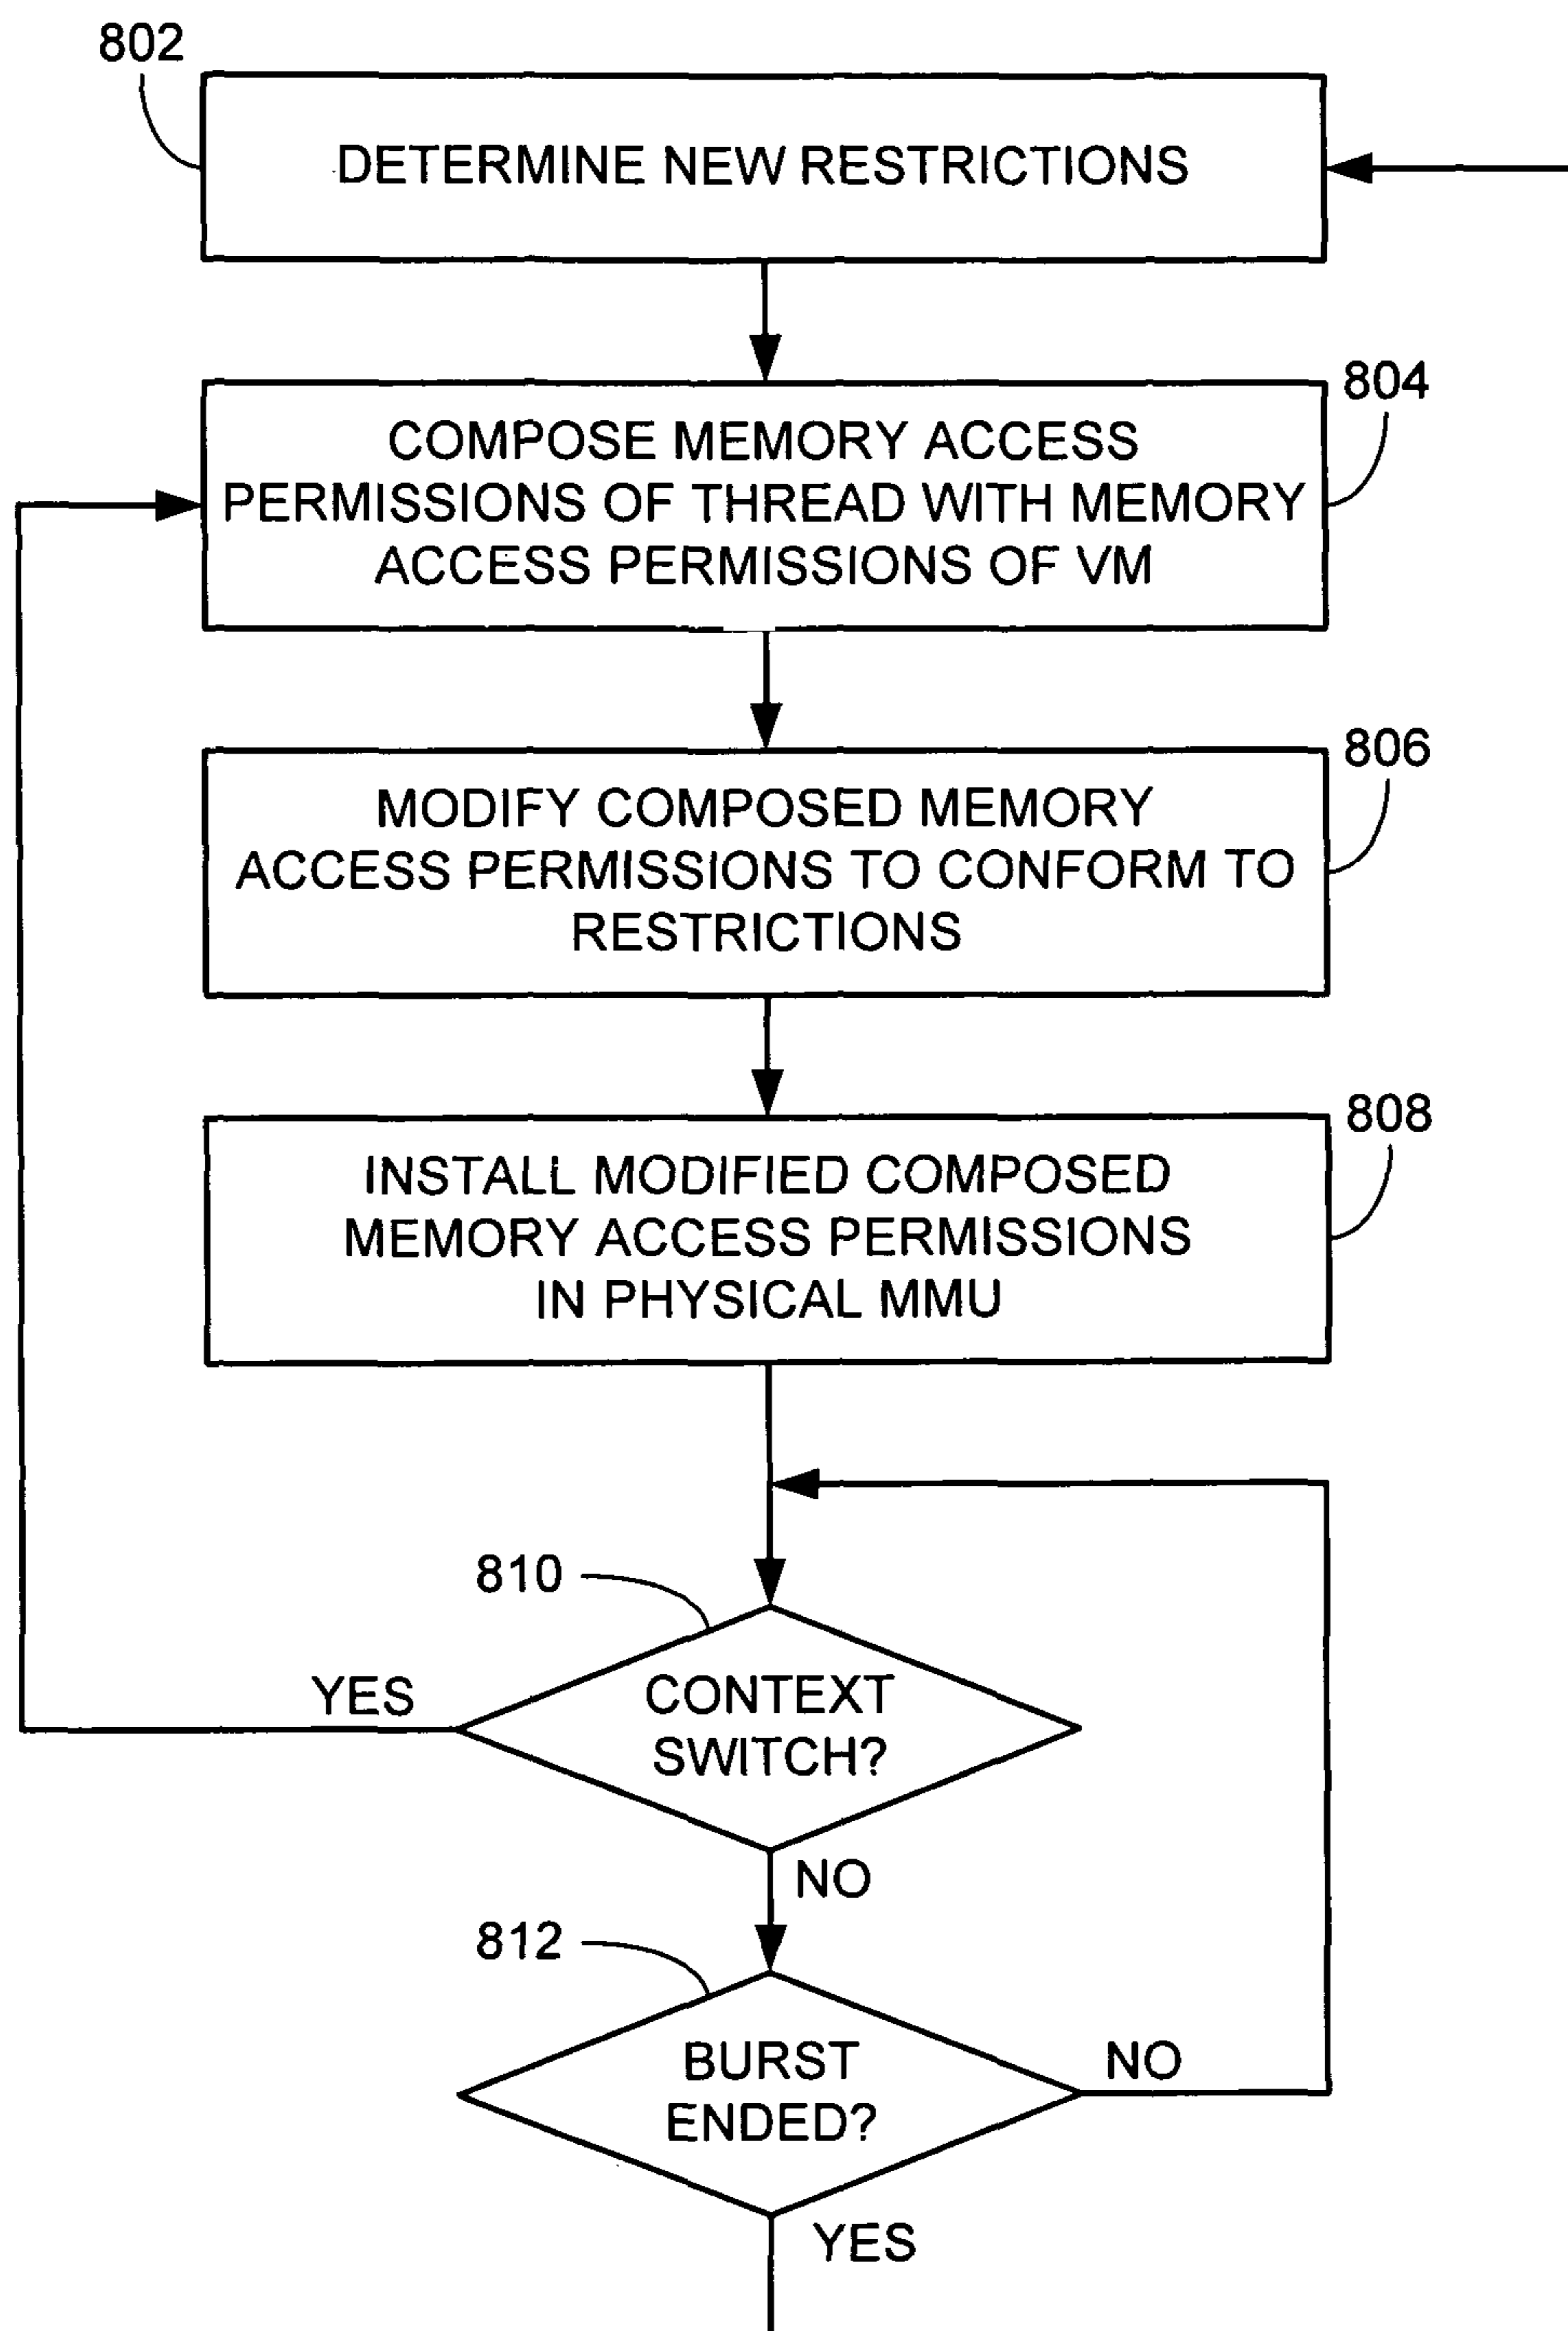 802
DETERMINE NEW RESTRICTIONS
804
COMPOSE MEMORY ACCESS
PERMISSIONS OF THREAD WITH MEMORY
ACCESS PERMISSIONS OF VM
806
MODIFY COMPOSED MEMORY
ACCESS PERMISSIONS TO CONFORM TO
RESTRICTIONS
808
INSTALL MODIFIED COMPOSED
MEMORY ACCESS PERMISSIONS
IN PHYSICAL MMU
810
YES
CONTEXT
SWITCH?
NO
812
BURST
ENDED?
NO
YES